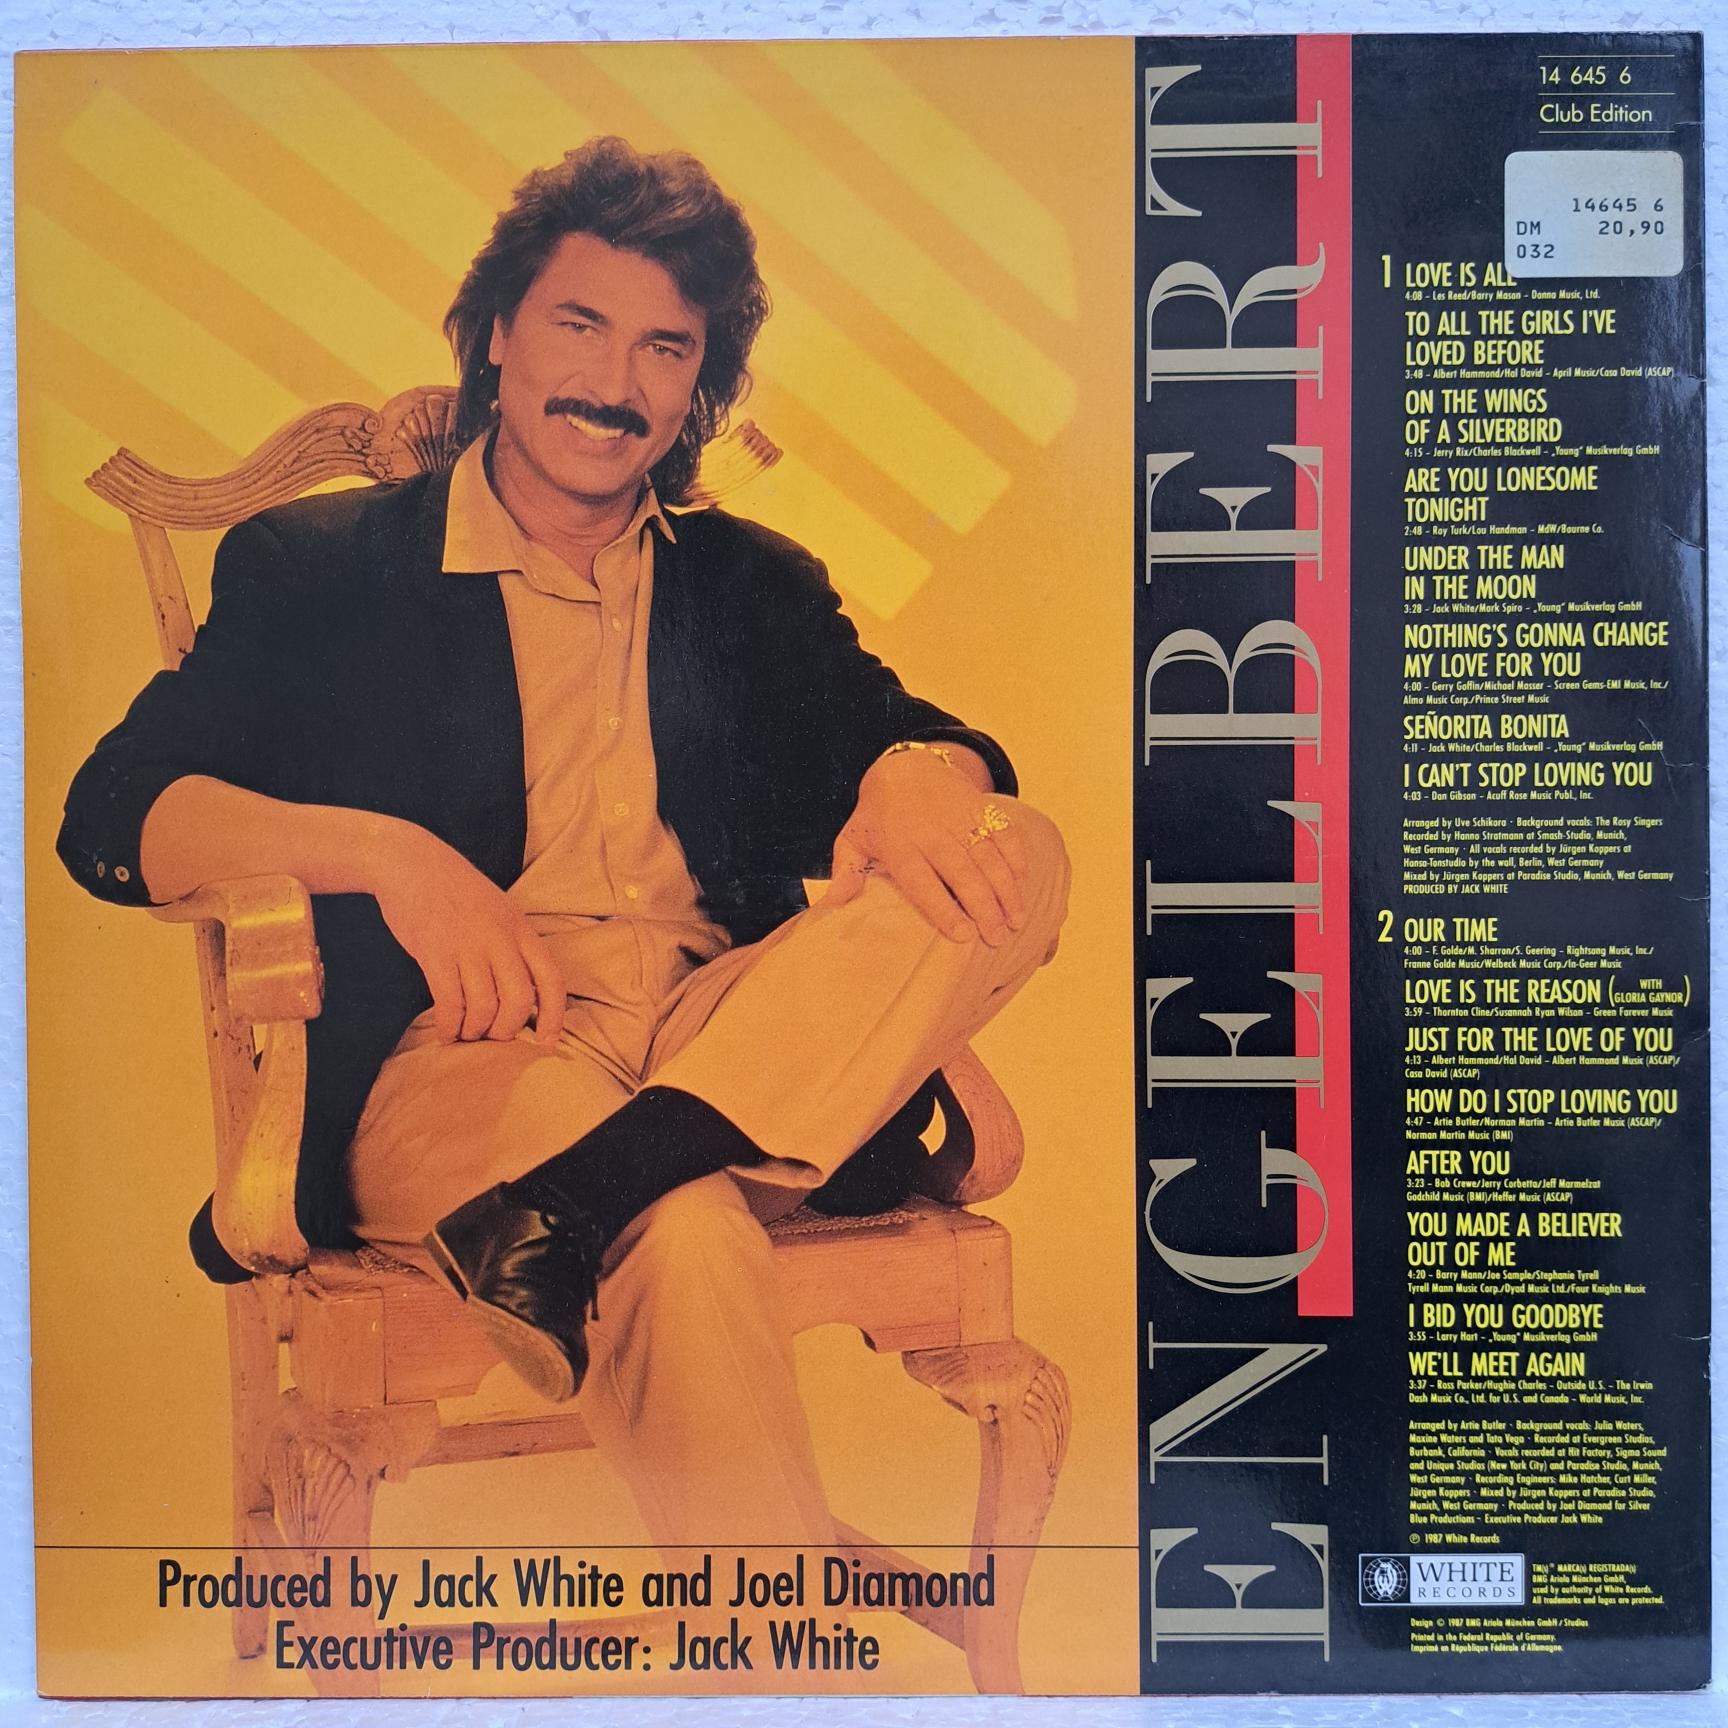 14 645 6
Club Edition
14645 6
DM 20,90
032
ENGELBERT
1 LOVE IS ALL
4:08 – Les Reed/Barry Mason – Donna Music, Ltd.
TO ALL THE GIRLS I'VE
LOVED BEFORE
3:48 – Albert Hammond/Hal David – April Music/Casa David (ASCAP)
ON THE WINGS
OF A SILVERBIRD
4:15 – Jerry Rix/Charles Blackwell – „Young“ Musikverlag GmbH
ARE YOU LONESOME
TONIGHT
2:48 – Roy Turk/Lou Handman – MdW/Bourne Co.
UNDER THE MAN
IN THE MOON
3:28 – Jack White/Mark Spiro – „Young“ Musikverlag GmbH
NOTHING'S GONNA CHANGE
MY LOVE FOR YOU
4:00 – Gerry Goffin/Michael Masser – Screen Gems-EMI Music, Inc./
Almo Music Corp./Prince Street Music
SEÑORITA BONITA
4:11 – Jack White/Charles Blackwell – „Young“ Musikverlag GmbH
I CAN'T STOP LOVING YOU
4:03 – Don Gibson – Acuff Rose Music Publ., Inc.
Arranged by Uve Schikora · Background vocals: The Rosy Singers
Recorded by Hanno Stratmann at Smash-Studio, Munich,
West Germany · All vocals recorded by Jürgen Koppers at
Hansa-Tonstudio by the wall, Berlin, West Germany
Mixed by Jürgen Koppers at Paradise Studio, Munich, West Germany
PRODUCED BY JACK WHITE
2 OUR TIME
4:00 – F. Golde/M. Sharron/S. Geering – Rightsong Music, Inc./
Franne Golde Music/Welbeck Music Corp./In-Geer Music
LOVE IS THE REASON (WITH GLORIA GAYNOR)
3:59 – Thornton Cline/Susannah Ryan Wilson – Green Forever Music
JUST FOR THE LOVE OF YOU
4:13 – Albert Hammond/Hal David – Albert Hammond Music (ASCAP)/
Casa David (ASCAP)
HOW DO I STOP LOVING YOU
4:47 – Artie Butler/Norman Martin – Artie Butler Music (ASCAP)/
Norman Martin Music (BMI)
AFTER YOU
3:23 – Bob Crewe/Jerry Corbetta/Jeff Marmelzat
Godchild Music (BMI)/Heffer Music (ASCAP)
YOU MADE A BELIEVER
OUT OF ME
4:20 – Barry Mann/Joe Sample/Stephanie Tyrell
Tyrell Mann Music Corp./Dyad Music Ltd./Four Knights Music
I BID YOU GOODBYE
3:55 – Larry Hart – „Young“ Musikverlag GmbH
WE'LL MEET AGAIN
3:37 – Ross Parker/Hughie Charles – Outside U.S. – The Irwin
Dash Music Co., Ltd. for U.S. and Canada – World Music, Inc.
Arranged by Artie Butler · Background vocals: Julia Waters,
Maxine Waters and Tata Vega · Recorded at Evergreen Studios,
Burbank, California · Vocals recorded at Hit Factory, Sigma Sound
and Unique Studios (New York City) and Paradise Studio, Munich,
West Germany · Recording Engineers: Mike Hatcher, Curt Miller,
Jürgen Koppers · Mixed by Jürgen Koppers at Paradise Studio,
Munich, West Germany · Produced by Joel Diamond for Silver
Blue Productions – Executive Producer Jack White
℗ 1987 White Records
WHITE
RECORDS
TM(s) ® MARCA(s) REGISTRADA(s)
BMG Ariola München GmbH,
used by authority of White Records.
All trademarks and logos are protected.
Design © 1987 BMG Ariola München GmbH / Studios
Printed in the Federal Republic of Germany.
Imprimé en République Fédérale d'Allemagne.
Produced by Jack White and Joel Diamond
Executive Producer: Jack White